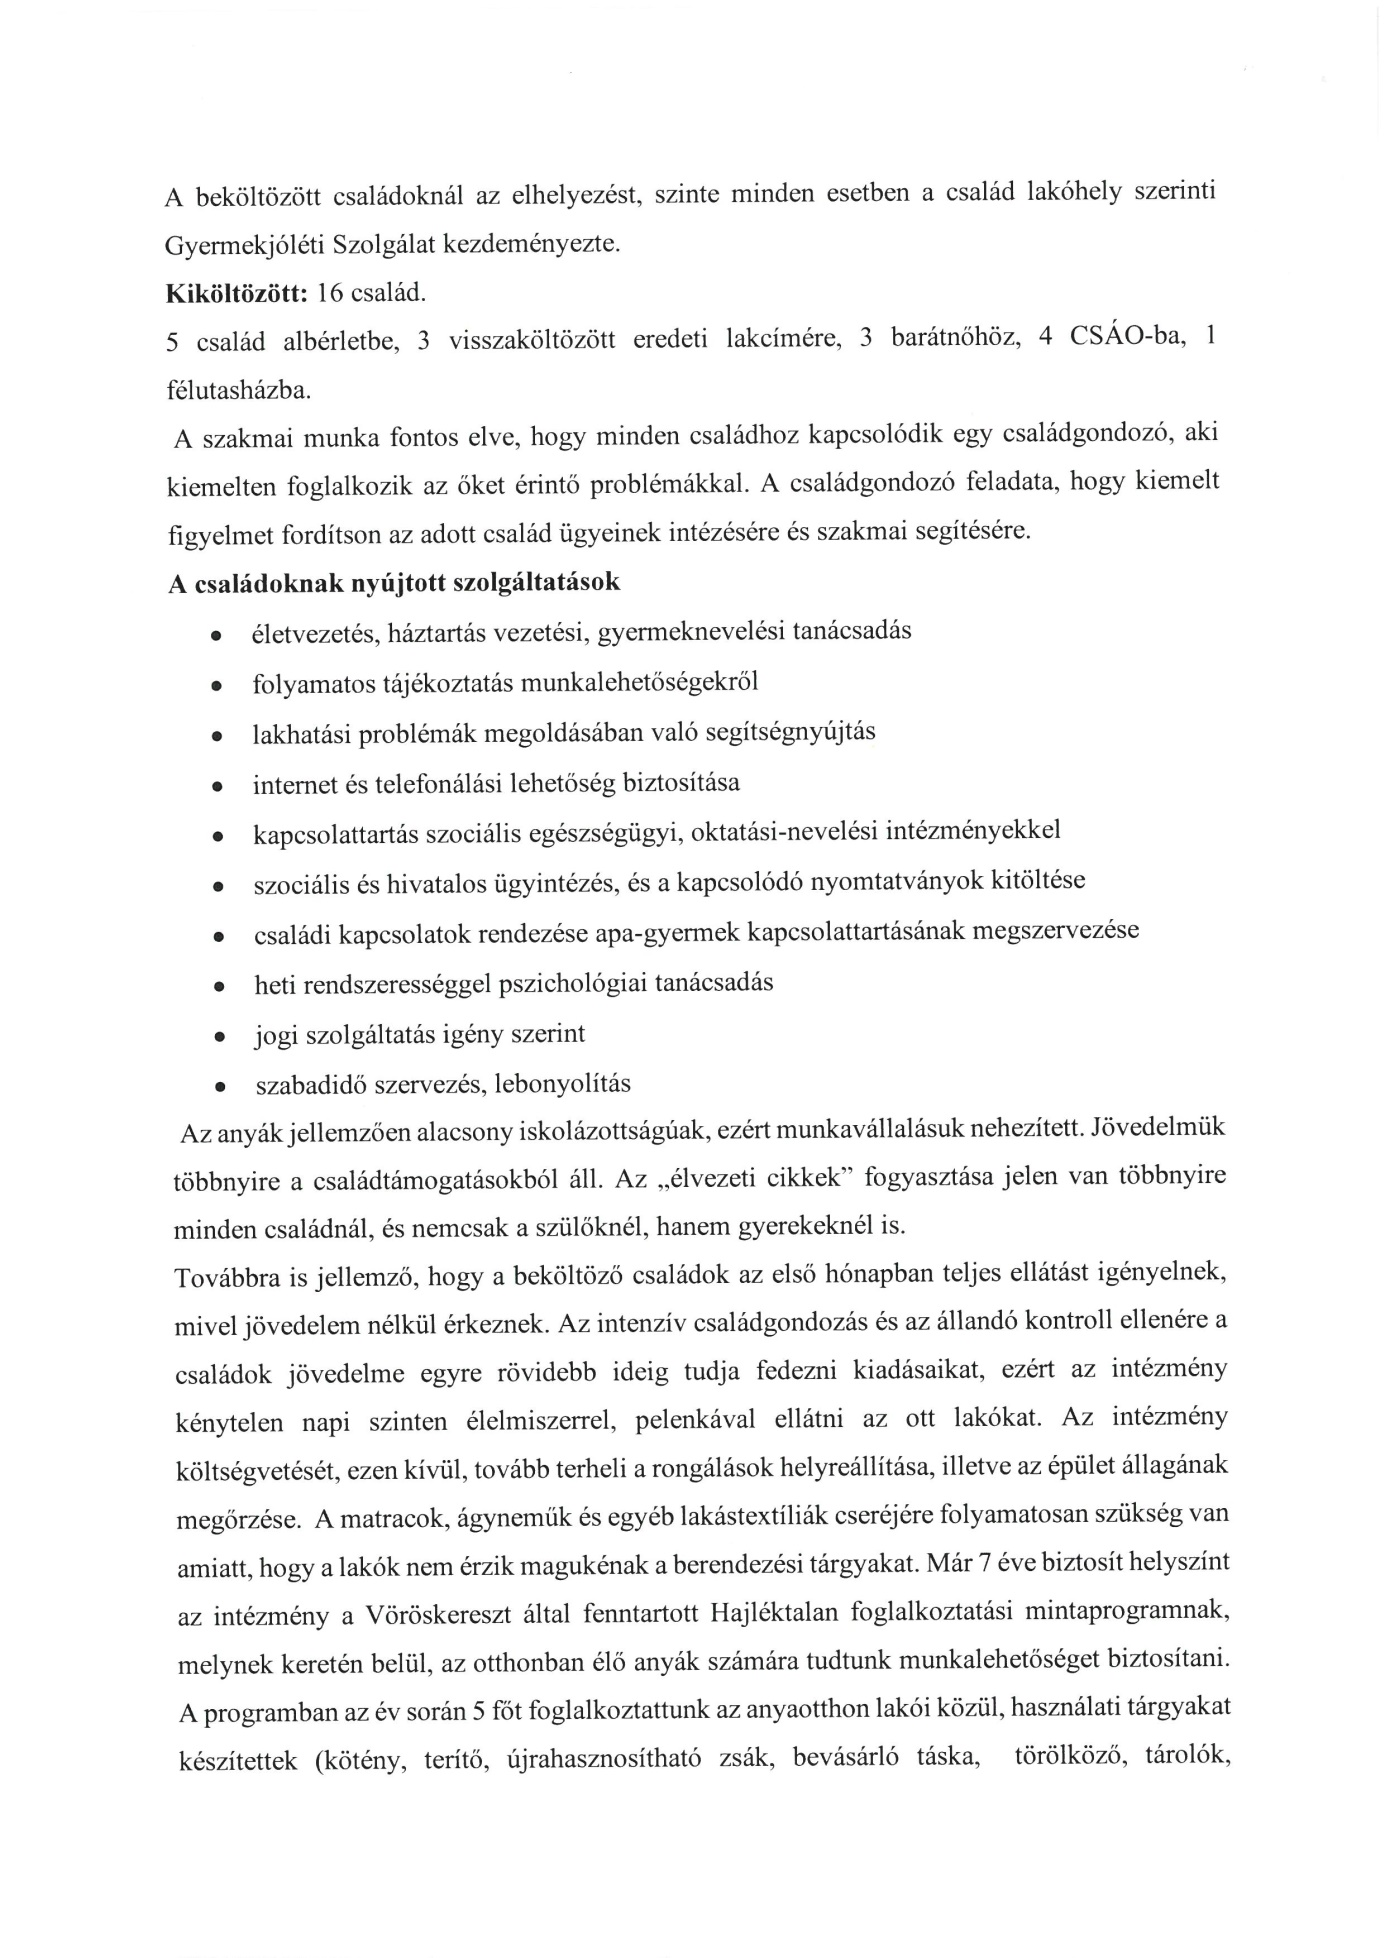 A beköltözött családoknál az elhelyezést, szinte minden esetben a család lakóhely szerinti
Gyermekjóléti Szolgálat kezdeményezte.
Kiköltözött: 16 család.
5 család albérletbe, 3 visszaköltözött eredeti lakcímére, 3 barátnőhöz, 4 CSÁO-ba, 1
félutasházba.
A szakmai munka fontos elve, hogy minden családhoz kapcsolódik egy családgondozó, aki
kiemelten foglalkozik az őket érintő problémákkal. A családgondozó feladata, hogy kiemelt
figyelmet fordítson az adott család ügyeinek intézésére és szakmai segítésére.
A családoknak nyújtott szolgáltatások
• életvezetés, háztartás vezetési, gyermeknevelési tanácsadás
• folyamatos tájékoztatás munkalehetőségekről
• lakhatási problémák megoldásában való segítségnyújtás
• internet és telefonálási lehetőség biztosítása
• kapcsolattartás szociális egészségügyi, oktatási-nevelési intézményekkel
• szociális és hivatalos ügyintézés, és a kapcsolódó nyomtatványok kitöltése
• családi kapcsolatok rendezése apa-gyermek kapcsolattartásának megszervezése
• heti rendszerességgel pszichológiai tanácsadás
• jogi szolgáltatás igény szerint
• szabadidő szervezés, lebonyolítás
Az anyák jellemzően alacsony iskolázottságúak, ezért munkavállalásuk nehezített. Jövedelmük
többnyire a családtámogatásokból áll. Az „élvezeti cikkek” fogyasztása jelen van többnyire
minden családnál, és nemcsak a szülőknél, hanem gyerekeknél is.
Továbbra is jellemző, hogy a beköltöző családok az első hónapban teljes ellátást igényelnek,
mivel jövedelem nélkül érkeznek. Az intenzív családgondozás és az állandó kontroll ellenére a
családok jövedelme egyre rövidebb ideig tudja fedezni kiadásaikat, ezért az intézmény
kénytelen napi szinten élelmiszerrel, pelenkával ellátni az ott lakókat. Az intézmény
költségvetését, ezen kívül, tovább terheli a rongálások helyreállítása, illetve az épület állagának
megőrzése. A matracok, ágyneműk és egyéb lakástextíliák cseréjére folyamatosan szükség van
amiatt, hogy a lakók nem érzik magukénak a berendezési tárgyakat. Már 7 éve biztosít helyszínt
az intézmény a Vöröskereszt által fenntartott Hajléktalan foglalkoztatási mintaprogramnak,
melynek keretén belül, az otthonban élő anyák számára tudtunk munkalehetőséget biztosítani.
A programban az év során 5 főt foglalkoztattunk az anyaotthon lakói közül, használati tárgyakat
készítettek (kötény, terítő, újrahasznosítható zsák, bevásárló táska, törölköző, tárolók,